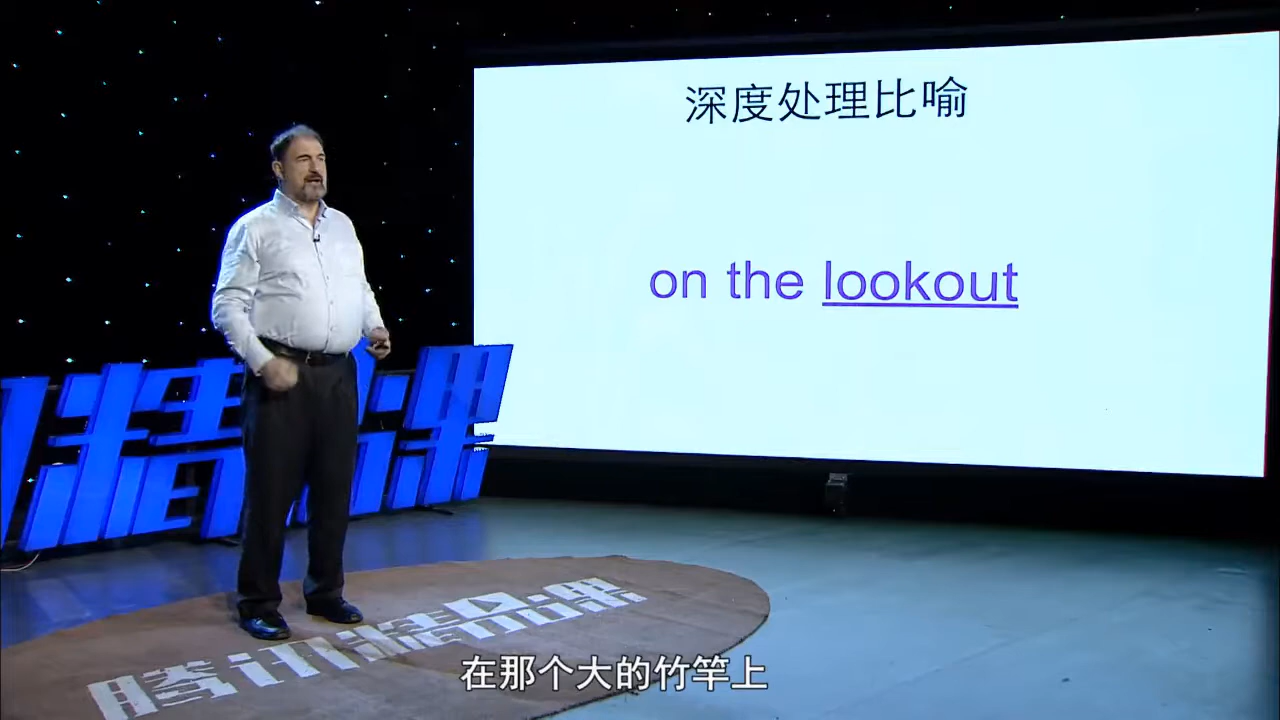 深度处理比喻
on the lookout
精品课
腾讯精品课
在那个大的竹竿上